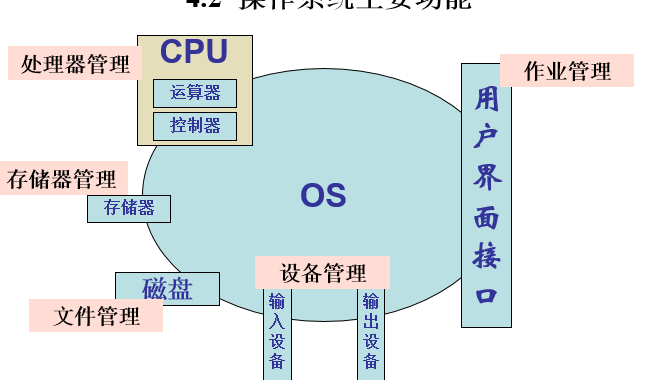 4.2 操作系统主要功能
CPU
处理器管理
作业管理
运算器
控制器
用户界面接口
存储器管理
存储器
OS
设备管理
磁盘
文件管理
输入设备
输出设备